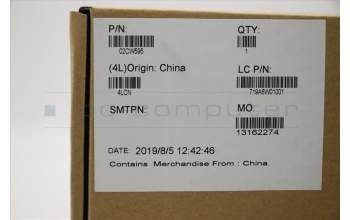 P/N: QTY:
02CW596 1
(4L)Origin: China LC P/N:
4LCN 719A6W01001
SMTPN: MO:
13162274
DATE 2019/8/5 12:42:46
Contains Merchandise From : China